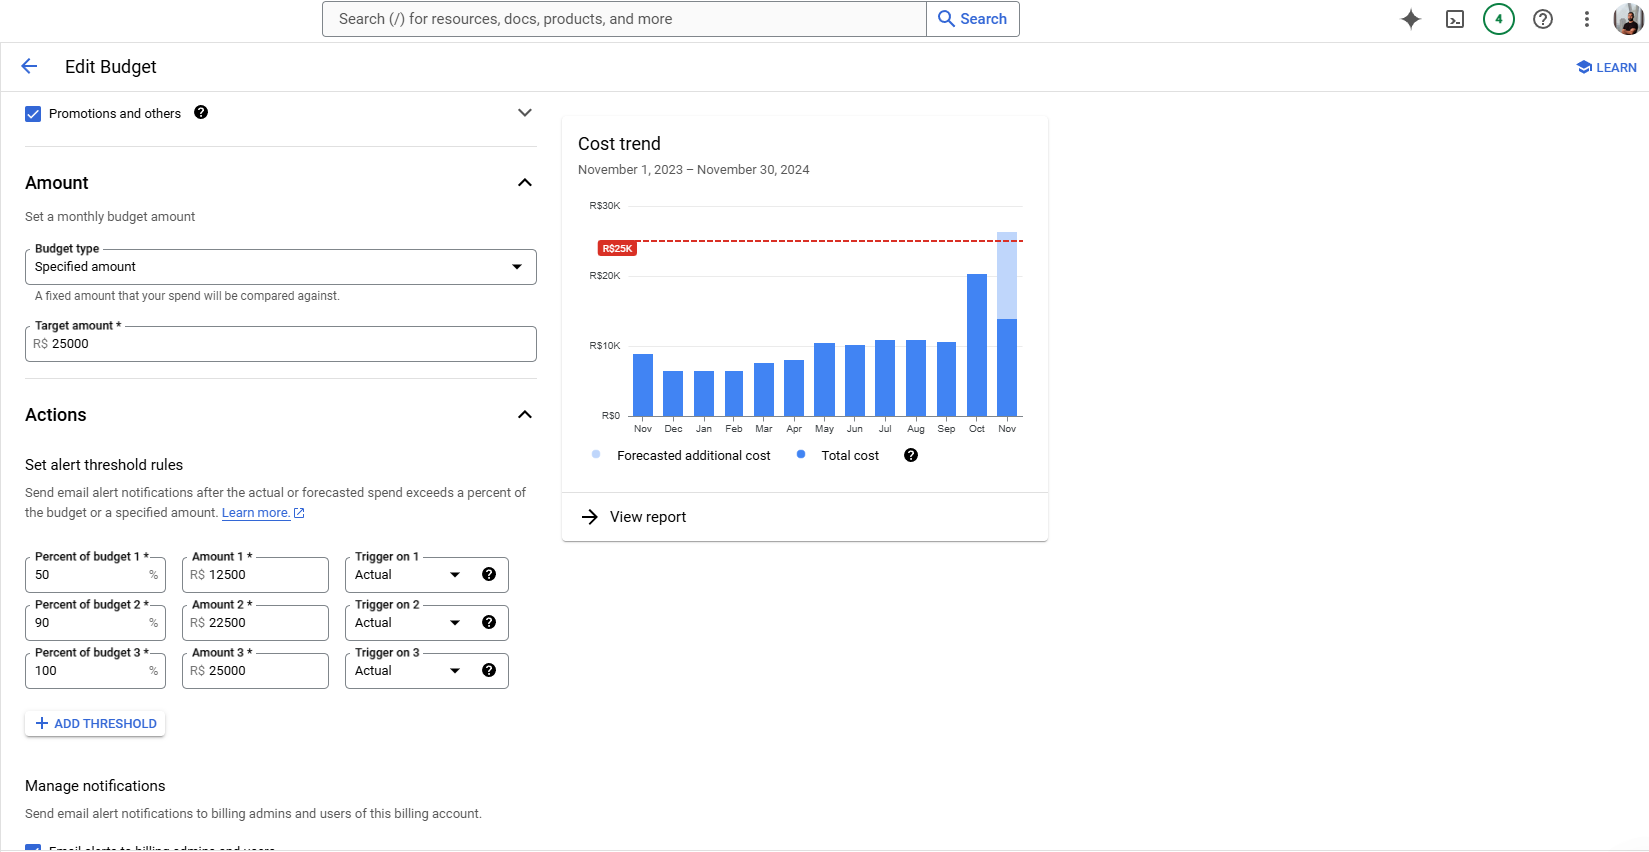 Search (/) for resources, docs, products, and more
Search
4
Edit Budget
LEARN
Promotions and others
Amount
Set a monthly budget amount
Budget type
Specified amount
A fixed amount that your spend will be compared against.
Target amount *
R$ 25000
Actions
Set alert threshold rules
Send email alert notifications after the actual or forecasted spend exceeds a percent of
the budget or a specified amount. Learn more.
Percent of budget 1 * Amount 1 * Trigger on 1
50 % R$ 12500 Actual
Percent of budget 2 * Amount 2 * Trigger on 2
90 % R$ 22500 Actual
Percent of budget 3 * Amount 3 * Trigger on 3
100 % R$ 25000 Actual
ADD THRESHOLD
Manage notifications
Send email alert notifications to billing admins and users of this billing account.
Email alerts to billing admins and users
Cost trend
November 1, 2023 – November 30, 2024
R$30K
R$25K
R$20K
R$10K
R$0
Nov Dec Jan Feb Mar Apr May Jun Jul Aug Sep Oct Nov
Forecasted additional cost Total cost
View report